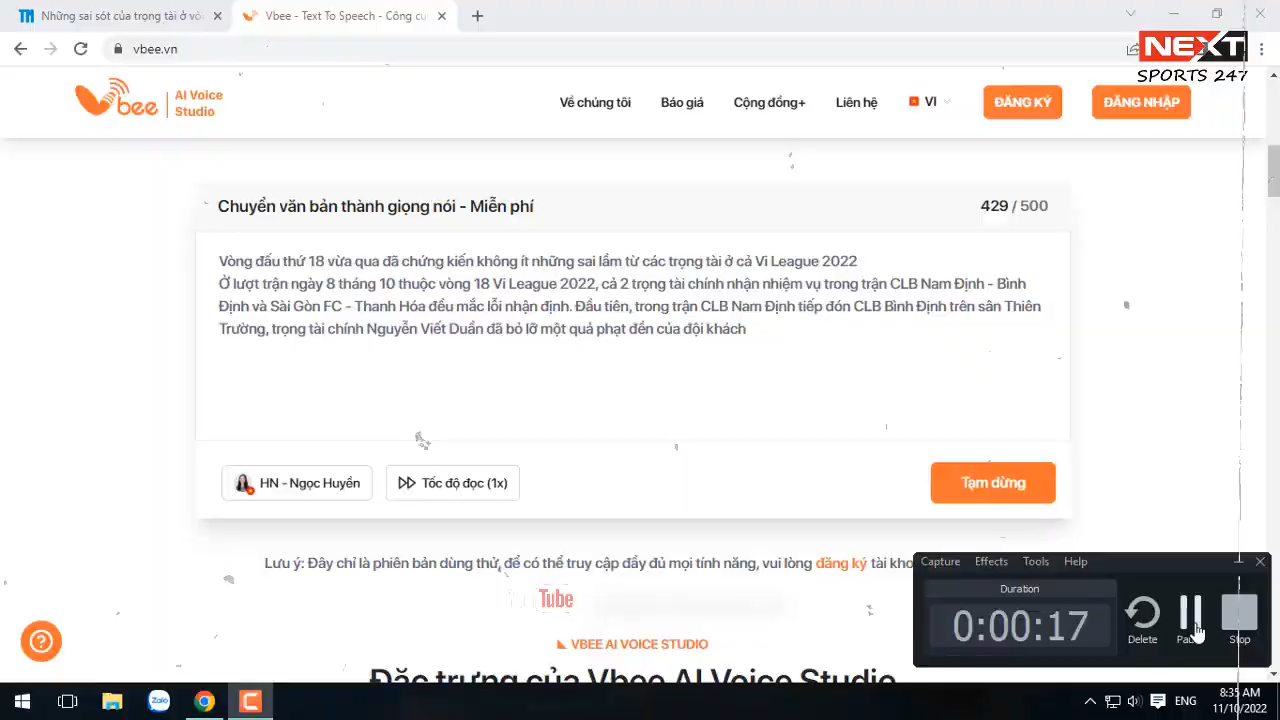 Những sai sót của trọng tài ở vò
Vbee - Text To Speech - Công cụ
vbee.vn
NEXT
SPORTS 247
Vbee
AI Voice
Studio
Về chúng tôi
Báo giá
Cộng đồng+
Liên hệ
VI
ĐĂNG KÝ
ĐĂNG NHẬP
Chuyển văn bản thành giọng nói - Miễn phí
429 / 500
Vòng đấu thứ 18 vừa qua đã chứng kiến không ít những sai lầm từ các trọng tài ở cả Vi League 2022
Ở lượt trận ngày 8 tháng 10 thuộc vòng 18 Vi League 2022, cả 2 trọng tài chính nhận nhiệm vụ trong trận CLB Nam Định - Bình
Định và Sài Gòn FC - Thanh Hóa đều mắc lỗi nhận định. Đầu tiên, trong trận CLB Nam Định tiếp đón CLB Bình Định trên sân Thiên
Trường, trọng tài chính Nguyễn Viết Duẩn đã bỏ lỡ một quả phạt đền của đội khách
HN - Ngọc Huyền
Tốc độ đọc (1x)
Tạm dừng
Lưu ý: Đây chỉ là phiên bản dùng thử, để có thể truy cập đầy đủ mọi tính năng, vui lòng đăng ký tài kho
Tube
VBEE AI VOICE STUDIO
Đặc trưng của Vbee AI Voice Studio
Capture
Effects
Tools
Help
Duration
0:00:17
Delete
Stop
Zalo
ENG
8:35 AM
11/10/2022